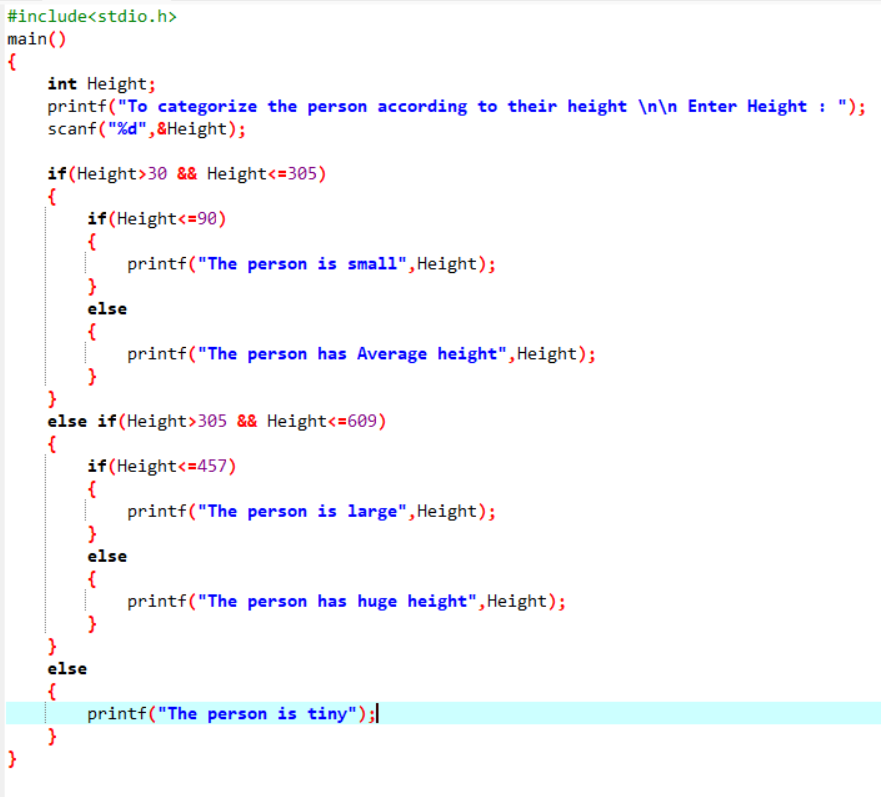 #include<stdio.h>
main()
{
    int Height;
    printf("To categorize the person according to their height \n\n Enter Height : ");
    scanf("%d",&Height);

    if(Height>30 && Height<=305)
    {
        if(Height<=90)
        {
            printf("The person is small",Height);
        }
        else
        {
            printf("The person has Average height",Height);
        }
    }
    else if(Height>305 && Height<=609)
    {
        if(Height<=457)
        {
            printf("The person is large",Height);
        }
        else
        {
            printf("The person has huge height",Height);
        }
    }
    else
    {
        printf("The person is tiny");
    }
}